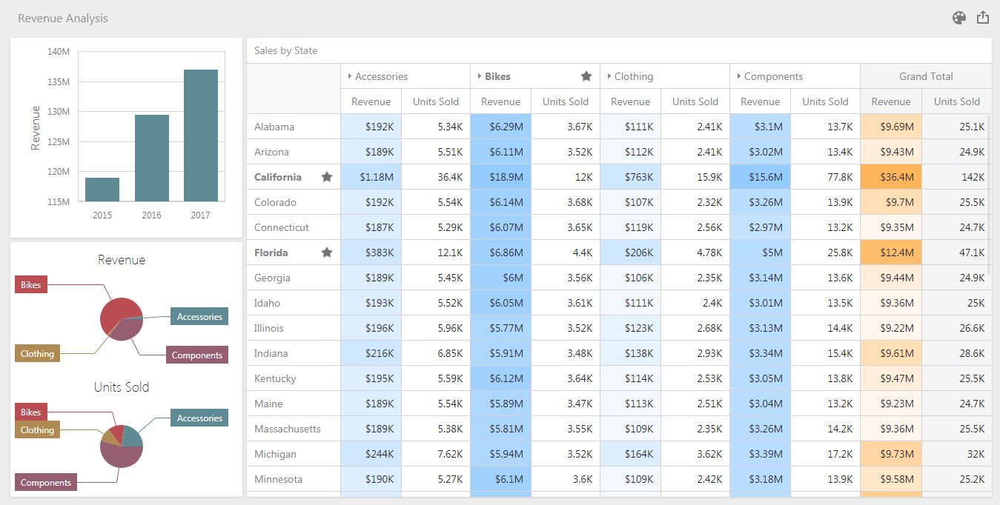 Revenue Analysis
140M
135M
130M
125M
120M
115M
Revenue
2015 2016 2017
Revenue
Bikes
Accessories
Clothing
Components
Units Sold
Bikes
Accessories
Clothing
Components
Sales by State
Accessories Bikes Clothing Components Grand Total
Revenue Units Sold Revenue Units Sold Revenue Units Sold Revenue Units Sold Revenue Units Sold
Alabama $192K 5.34K $6.29M 3.67K $111K 2.41K $3.1M 13.7K $9.69M 25.1K
Arizona $189K 5.51K $6.11M 3.52K $112K 2.41K $3.02M 13.4K $9.43M 24.9K
California $1.18M 36.4K $18.9M 12K $763K 15.9K $15.6M 77.8K $36.4M 142K
Colorado $192K 5.54K $6.14M 3.68K $107K 2.32K $3.26M 13.9K $9.7M 25.5K
Connecticut $187K 5.29K $6.07M 3.65K $119K 2.56K $2.97M 13.2K $9.35M 24.7K
Florida $383K 12.1K $6.86M 4.4K $206K 4.78K $5M 25.8K $12.4M 47.1K
Georgia $189K 5.45K $6M 3.56K $106K 2.35K $3.14M 13.6K $9.44M 24.9K
Idaho $193K 5.52K $6.05M 3.61K $111K 2.4K $3.01M 13.5K $9.36M 25K
Illinois $196K 5.96K $5.77M 3.52K $123K 2.68K $3.13M 14.4K $9.22M 26.6K
Indiana $216K 6.85K $5.91M 3.48K $138K 2.93K $3.34M 15.4K $9.61M 28.6K
Kentucky $195K 5.59K $6.12M 3.64K $114K 2.53K $3.05M 13.8K $9.47M 25.5K
Maine $189K 5.54K $5.89M 3.47K $113K 2.51K $3.04M 13.2K $9.23M 24.7K
Massachusetts $189K 5.38K $5.81M 3.55K $109K 2.35K $3.26M 14.2K $9.36M 25.5K
Michigan $244K 7.62K $5.94M 3.52K $164K 3.62K $3.39M 17.2K $9.73M 32K
Minnesota $190K 5.27K $6.1M 3.6K $109K 2.42K $3.18M 13.9K $9.58M 25.2K